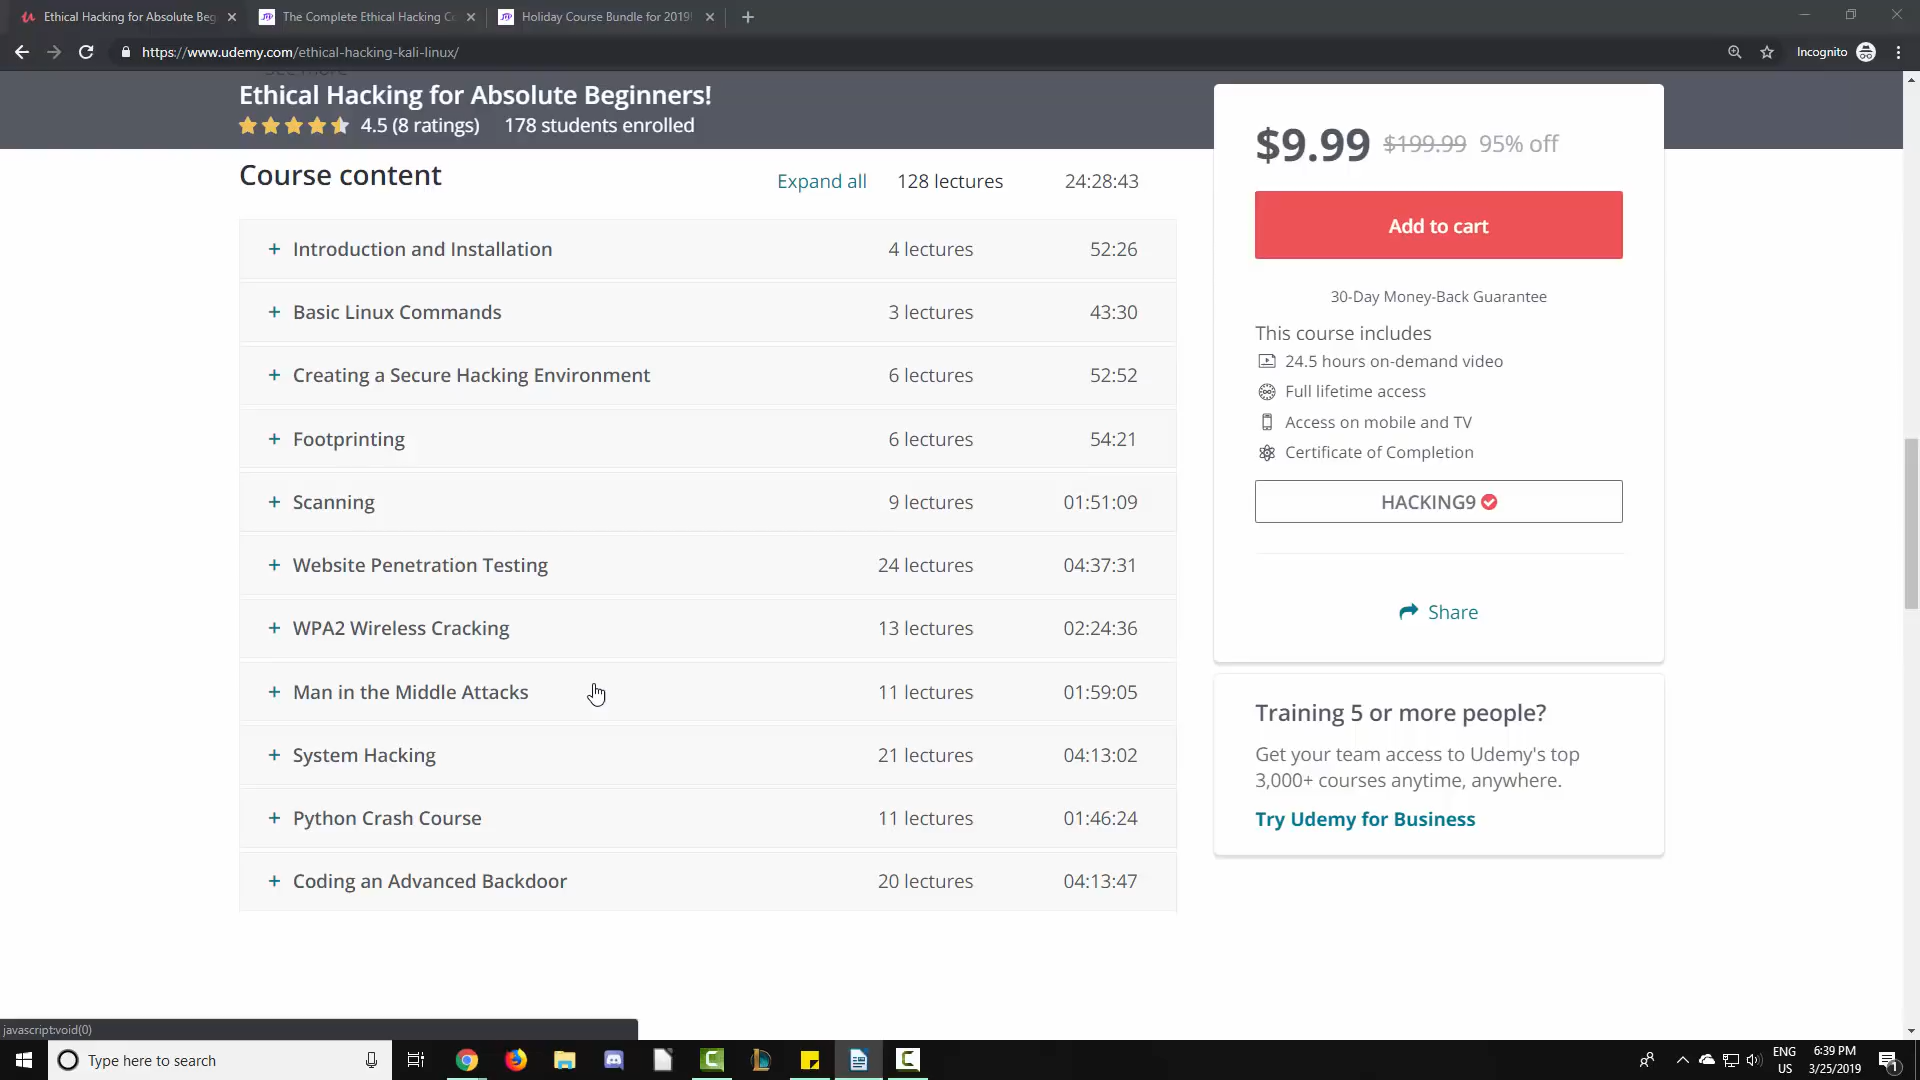 Ethical Hacking for Absolute Beg
The Complete Ethical Hacking C
Holiday Course Bundle for 2019!
https://www.udemy.com/ethical-hacking-kali-linux/
Incognito
Ethical Hacking for Absolute Beginners!
4.5 (8 ratings) 178 students enrolled
Course content
Expand all 128 lectures 24:28:43
+ Introduction and Installation 4 lectures 52:26
+ Basic Linux Commands 3 lectures 43:30
+ Creating a Secure Hacking Environment 6 lectures 52:52
+ Footprinting 6 lectures 54:21
+ Scanning 9 lectures 01:51:09
+ Website Penetration Testing 24 lectures 04:37:31
+ WPA2 Wireless Cracking 13 lectures 02:24:36
+ Man in the Middle Attacks 11 lectures 01:59:05
+ System Hacking 21 lectures 04:13:02
+ Python Crash Course 11 lectures 01:46:24
+ Coding an Advanced Backdoor 20 lectures 04:13:47
$9.99 $199.99 95% off
Add to cart
30-Day Money-Back Guarantee
This course includes
24.5 hours on-demand video
Full lifetime access
Access on mobile and TV
Certificate of Completion
HACKING9
Share
Training 5 or more people?
Get your team access to Udemy's top
3,000+ courses anytime, anywhere.
Try Udemy for Business
javascript:void(0)
Type here to search
ENG
US
6:39 PM
3/25/2019
1